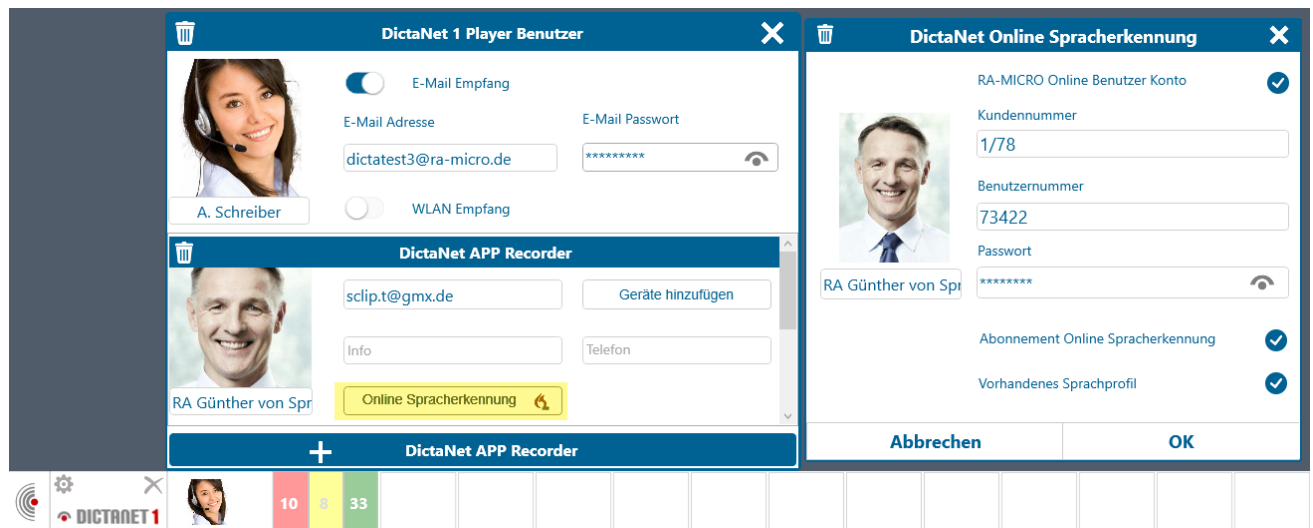 DictaNet 1 Player Benutzer
E-Mail Empfang
E-Mail Adresse
E-Mail Passwort
dictatest3@ra-micro.de
*********
WLAN Empfang
A. Schreiber
DictaNet APP Recorder
sclip.t@gmx.de
Geräte hinzufügen
Info
Telefon
RA Günther von Spr
Online Spracherkennung
DictaNet APP Recorder
DictaNet Online Spracherkennung
RA-MICRO Online Benutzer Konto
Kundennummer
1/78
Benutzernummer
73422
Passwort
RA Günther von Spr
********
Abonnement Online Spracherkennung
Vorhandenes Sprachprofil
Abbrechen
OK
DICTANET 1
10
8
33